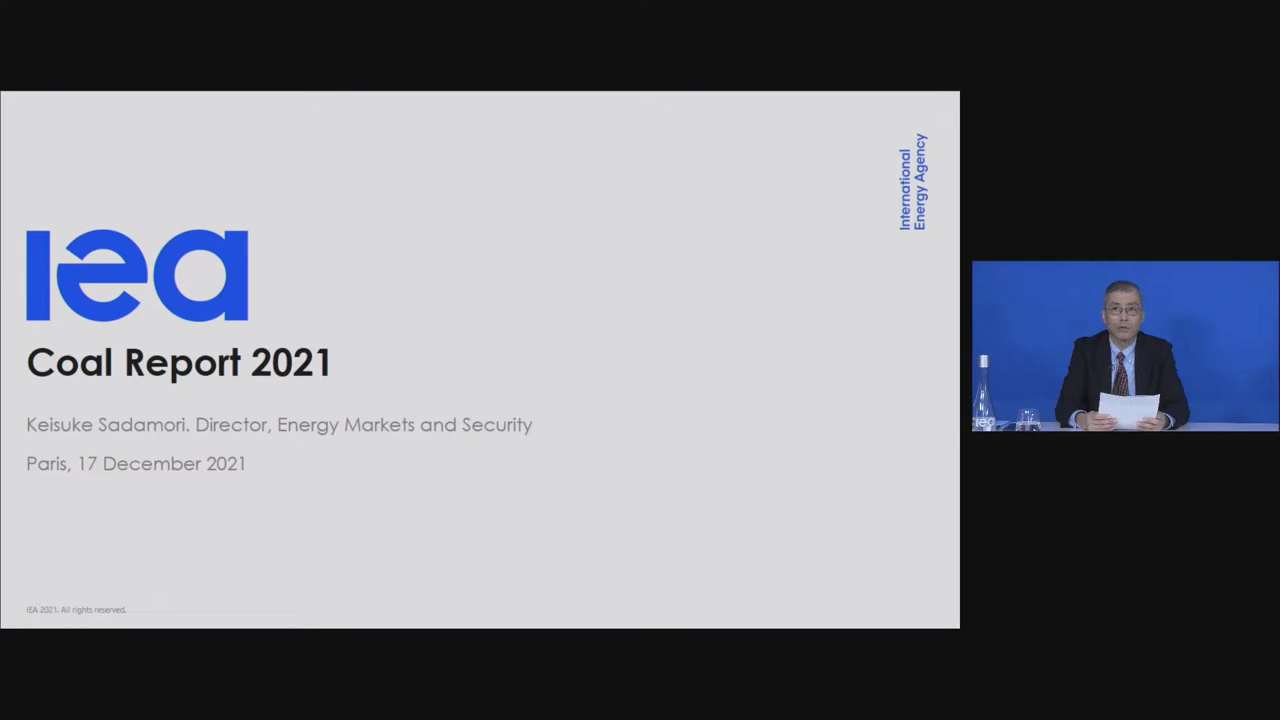 International
Energy Agency
iea
Coal Report 2021
Keisuke Sadamori. Director, Energy Markets and Security
Paris, 17 December 2021
IEA 2021. All rights reserved.
iea